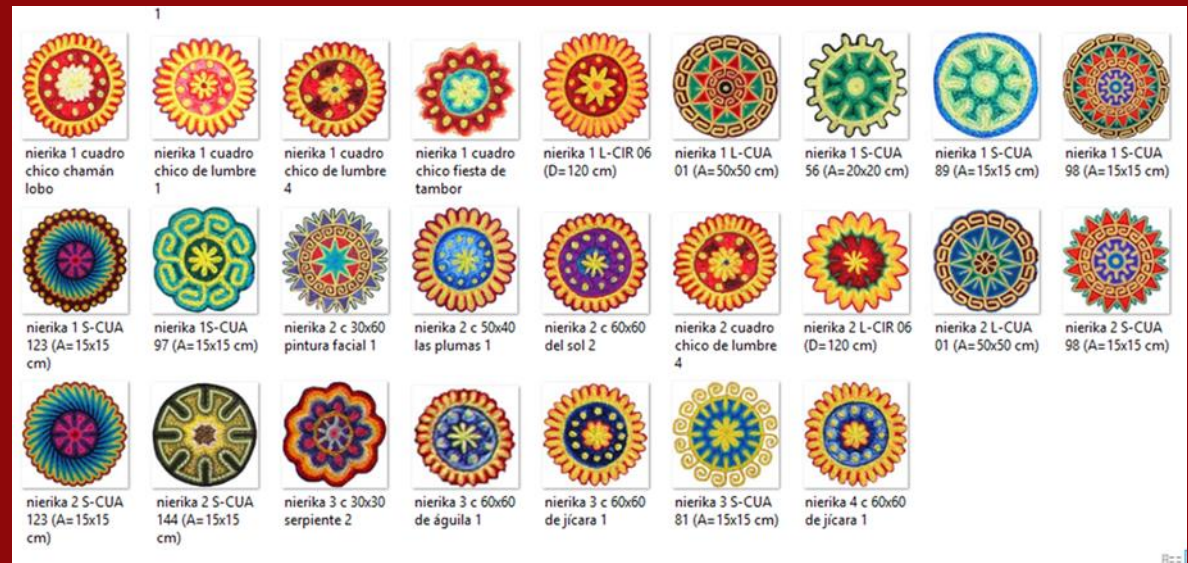 1
nierika 1 cuadro
chico chamán
lobo
nierika 1 cuadro
chico de lumbre
1
nierika 1 cuadro
chico de lumbre
4
nierika 1 cuadro
chico fiesta de
tambor
nierika 1 L-CIR 06
(D=120 cm)
nierika 1 L-CUA
01 (A=50x50 cm)
nierika 1 S-CUA
56 (A=20x20 cm)
nierika 1 S-CUA
89 (A=15x15 cm)
nierika 1 S-CUA
98 (A=15x15 cm)
nierika 1 S-CUA
123 (A=15x15
cm)
nierika 1S-CUA
97 (A=15x15 cm)
nierika 2 c 30x60
pintura facial 1
nierika 2 c 50x40
las plumas 1
nierika 2 c 60x60
del sol 2
nierika 2 cuadro
chico de lumbre
4
nierika 2 L-CIR 06
(D=120 cm)
nierika 2 L-CUA
01 (A=50x50 cm)
nierika 2 S-CUA
98 (A=15x15 cm)
nierika 2 S-CUA
123 (A=15x15
cm)
nierika 2 S-CUA
144 (A=15x15
cm)
nierika 3 c 30x30
serpiente 2
nierika 3 c 60x60
de águila 1
nierika 3 c 60x60
de jícara 1
nierika 3 S-CUA
81 (A=15x15 cm)
nierika 4 c 60x60
de jícara 1